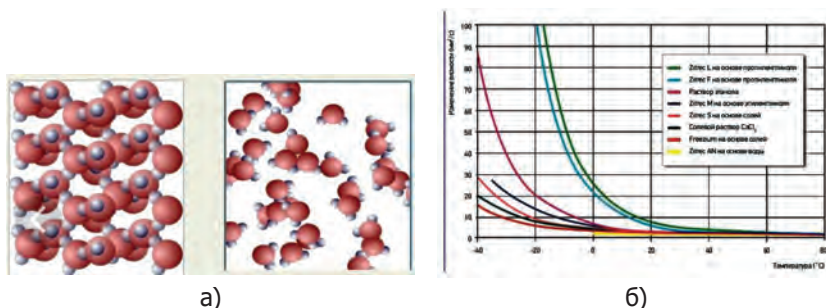 100
90
80
70
60
50
40
30
20
10
0
Zitrec L на основе пропиленгликоля
Zitrec F на основе пропиленгликоля
Раствор этанола
Zitrec M на основе этиленгликоля
Zitrec S на основе солей
Солевой раствор CaCl₂
Freezium на основе солей
Zitrec AN на основе воды
-40 -20 0 20 40 60 80
Температура (°C)
а) б)